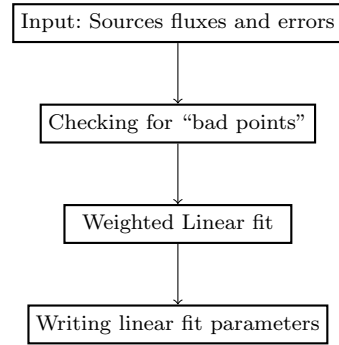 Input: Sources fluxes and errors
Checking for “bad points”
Weighted Linear fit
Writing linear fit parameters